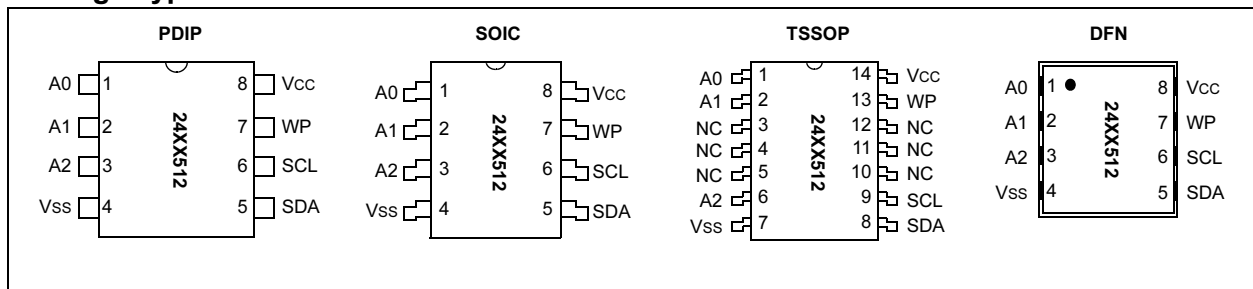 PDIP
A0 1 8 VCC
A1 2 7 WP
A2 3 6 SCL
VSS 4 5 SDA
24XX512
SOIC
A0 1 8 VCC
A1 2 7 WP
A2 3 6 SCL
VSS 4 5 SDA
24XX512
TSSOP
A0 1 14 VCC
A1 2 13 WP
NC 3 12 NC
NC 4 11 NC
NC 5 10 NC
A2 6 9 SCL
VSS 7 8 SDA
24XX512
DFN
A0 1 8 VCC
A1 2 7 WP
A2 3 6 SCL
VSS 4 5 SDA
24XX512